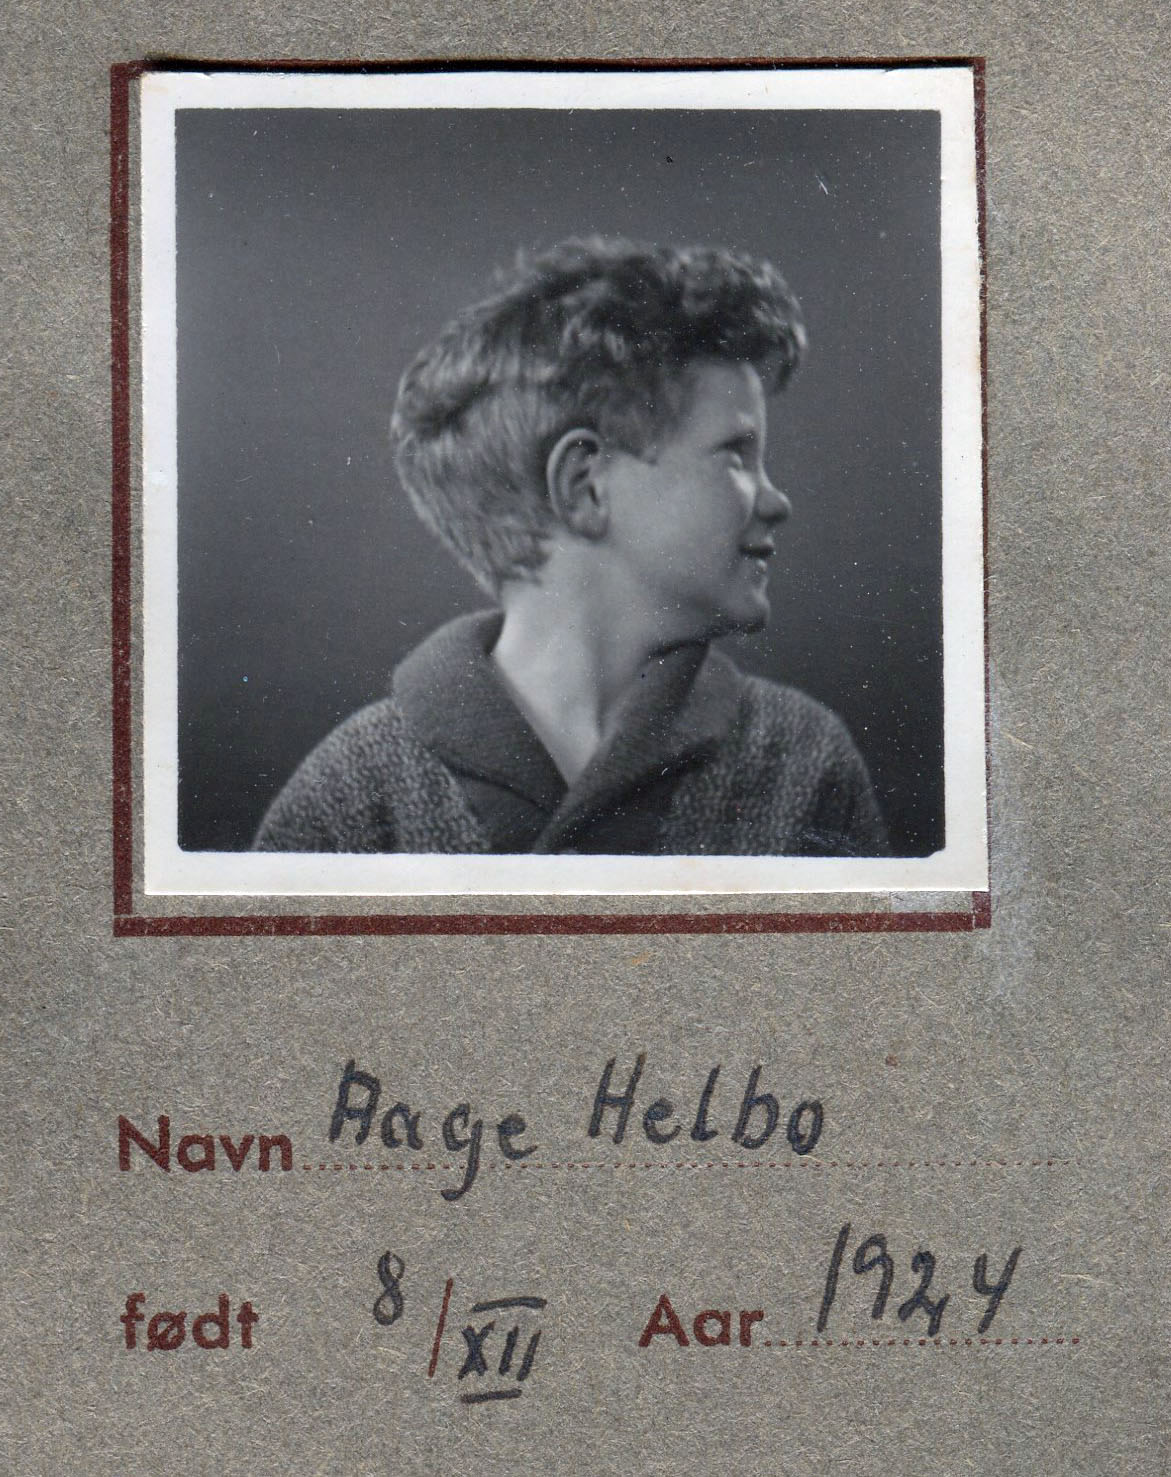 Navn Aage Helbo
født 8/XII Aar 1924